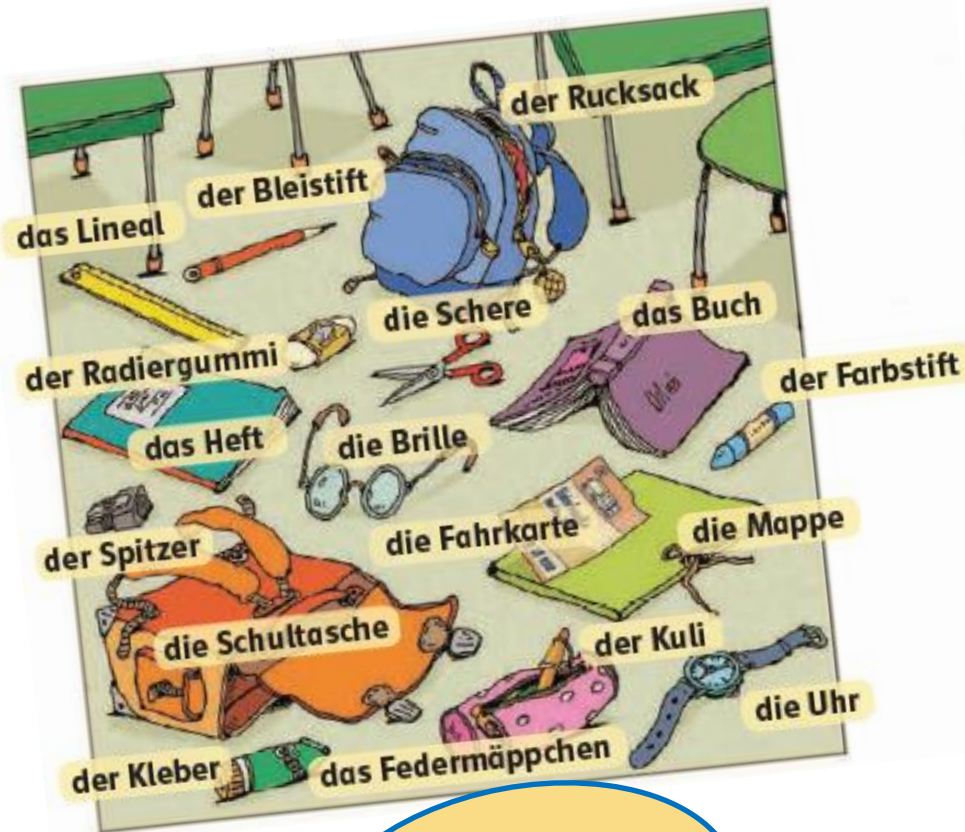 der Rucksack
der Bleistift
das Lineal
die Schere
das Buch
der Radiergummi
der Farbstift
das Heft
die Brille
die Fahrkarte
die Mappe
der Spitzer
die Schultasche
der Kuli
die Uhr
der Kleber
das Federmäppchen